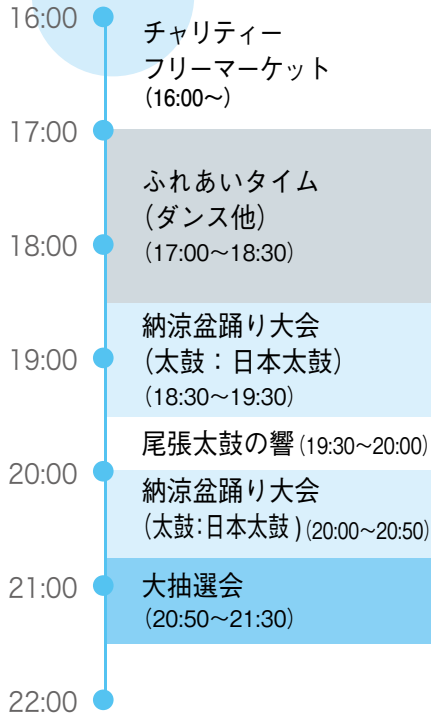 16:00
チャリティー
フリーマーケット
(16:00〜)
17:00
ふれあいタイム
(ダンス他)
(17:00〜18:30)
18:00
納涼盆踊り大会
(太鼓：日本太鼓)
(18:30〜19:30)
19:00
尾張太鼓の響(19:30~20:00)
20:00
納涼盆踊り大会
(太鼓:日本太鼓)(20:00~20:50)
21:00
大抽選会
(20:50〜21:30)
22:00